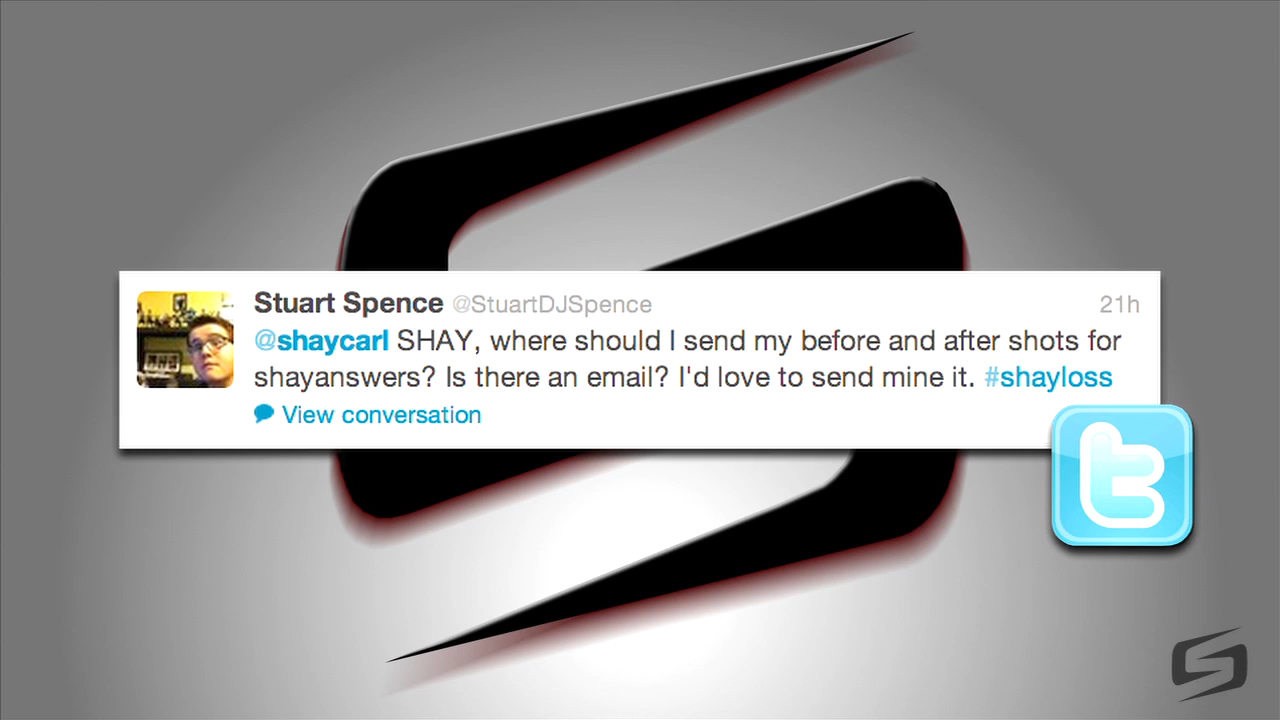 Stuart Spence @StuartDJSpence 21h
@shaycarl SHAY, where should I send my before and after shots for
shayanswers? Is there an email? I'd love to send mine it. #shayloss
View conversation